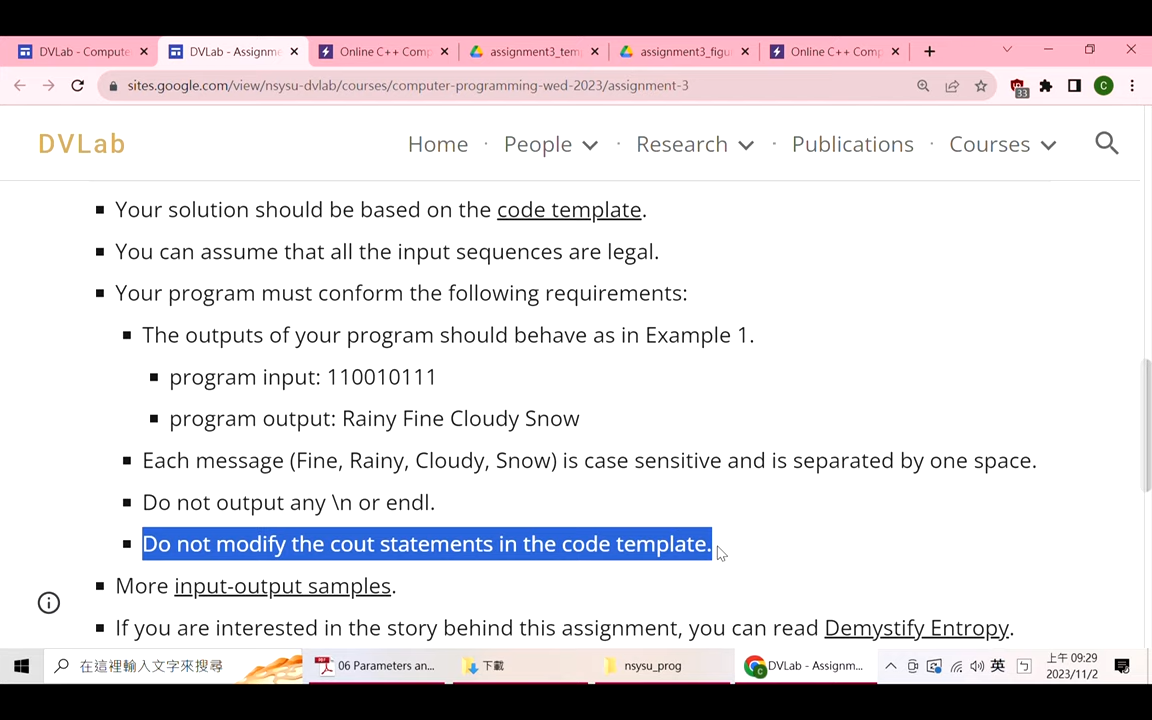 DVLab - Compute
DVLab - Assignme
Online C++ Comp
assignment3_tem
assignment3_figu
Online C++ Comp
sites.google.com/view/nsysu-dvlab/courses/computer-programming-wed-2023/assignment-3
33
C
DVLab
Home · People · Research · Publications · Courses
Your solution should be based on the code template.
You can assume that all the input sequences are legal.
Your program must conform the following requirements:
The outputs of your program should behave as in Example 1.
program input: 110010111
program output: Rainy Fine Cloudy Snow
Each message (Fine, Rainy, Cloudy, Snow) is case sensitive and is separated by one space.
Do not output any \n or endl.
Do not modify the cout statements in the code template.
More input-output samples.
If you are interested in the story behind this assignment, you can read Demystify Entropy.
在這裡輸入文字來搜尋
06 Parameters an...
下載
nsysu_prog
DVLab - Assignm...
英
上午 09:29
2023/11/2